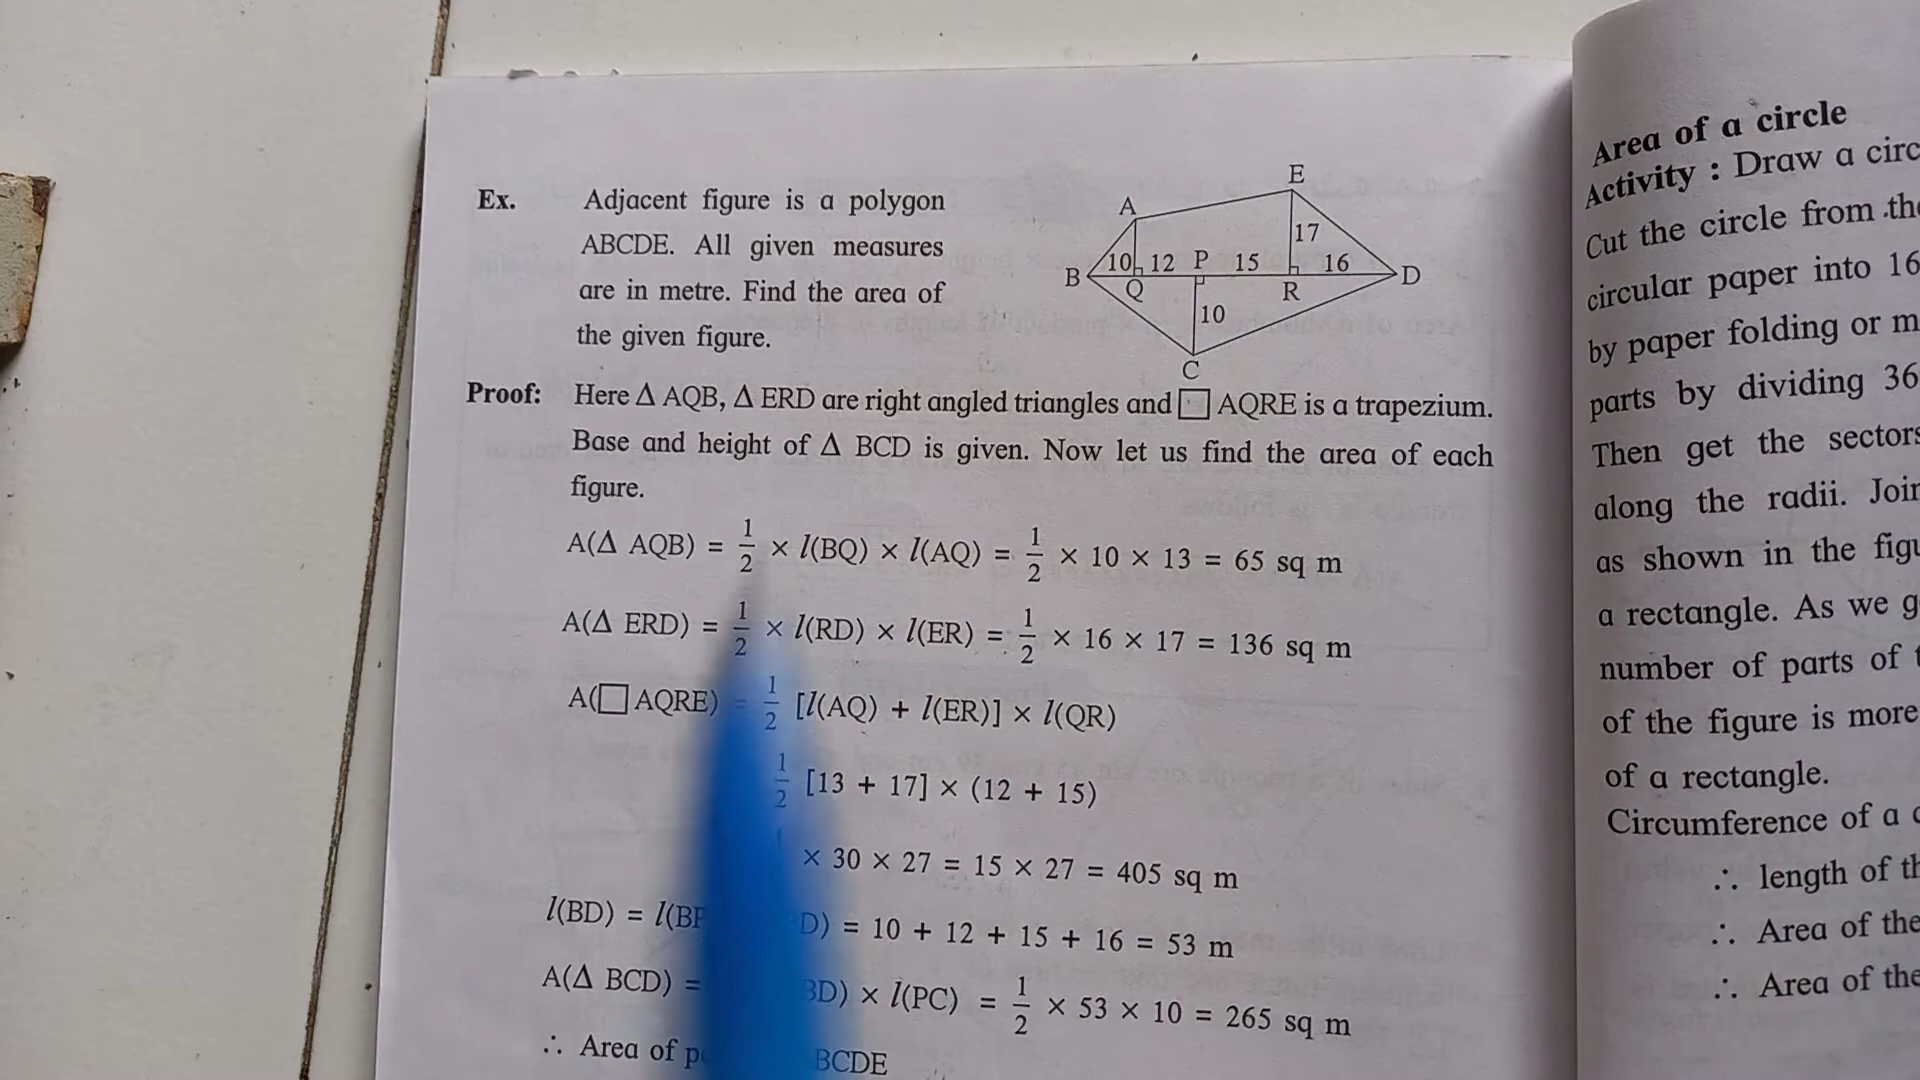 Ex. Adjacent figure is a polygon
ABCDE. All given measures
are in metre. Find the area of
the given figure.
E
A
17
B 10 12 P 15 16 D
Q R
10
C
Proof: Here Δ AQB, Δ ERD are right angled triangles and □ AQRE is a trapezium.
Base and height of Δ BCD is given. Now let us find the area of each
figure.
A(Δ AQB) = 1/2 × l(BQ) × l(AQ) = 1/2 × 10 × 13 = 65 sq m
A(Δ ERD) = 1/2 × l(RD) × l(ER) = 1/2 × 16 × 17 = 136 sq m
A(□ AQRE) = 1/2 [l(AQ) + l(ER)] × l(QR)
1/2 [13 + 17] × (12 + 15)
× 30 × 27 = 15 × 27 = 405 sq m
l(BD) = D) = 10 + 12 + 15 + 16 = 53 m
A(Δ BCD) = BD) × l(PC) = 1/2 × 53 × 10 = 265 sq m
∴ Area of BCDE
Area of a circle
Activity : Draw a circ
Cut the circle from the
circular paper into 16
by paper folding or m
parts by dividing 36
Then get the sectors
along the radii. Join
as shown in the figu
a rectangle. As we g
number of parts of t
of the figure is more
of a rectangle.
Circumference of a c
∴ length of th
∴ Area of the
∴ Area of the